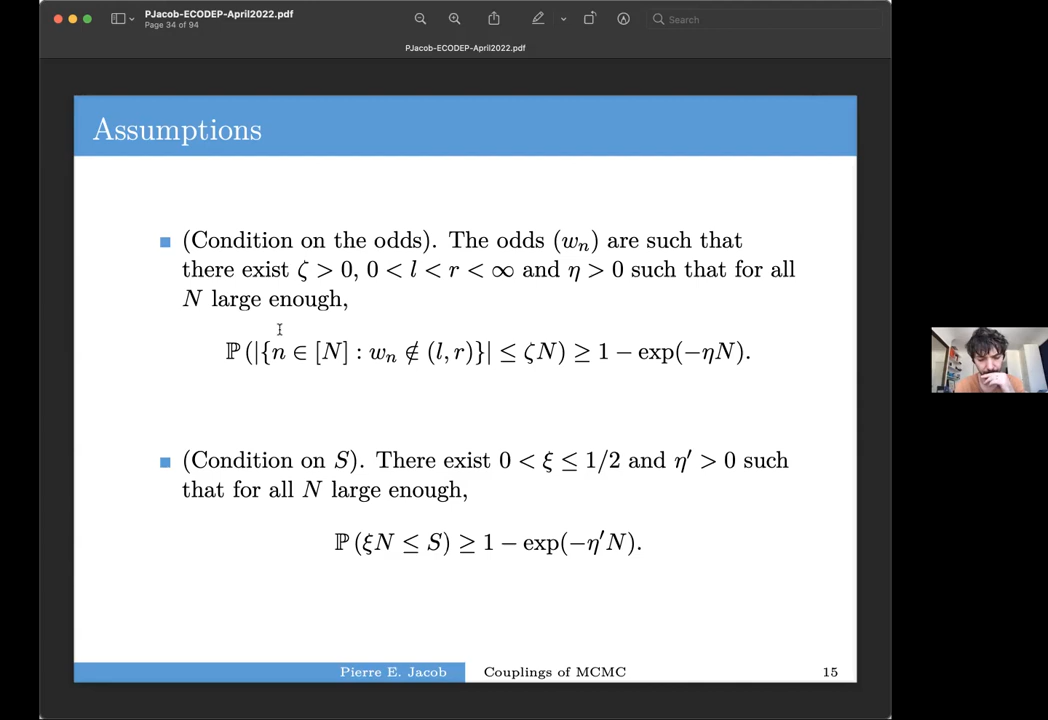 PJacob-ECODEP-April2022.pdf
Page 34 of 94
Search
PJacob-ECODEP-April2022.pdf
Assumptions
(Condition on the odds). The odds (wₙ) are such that
there exist ζ > 0, 0 < l < r < ∞ and η > 0 such that for all
N large enough,
ℙ (|{n ∈ [N] : wₙ ∉ (l, r)}| ≤ ζN) ≥ 1 − exp(−ηN).
(Condition on S). There exist 0 < ξ ≤ 1/2 and η′ > 0 such
that for all N large enough,
ℙ (ξN ≤ S) ≥ 1 − exp(−η′N).
Pierre E. Jacob Couplings of MCMC 15